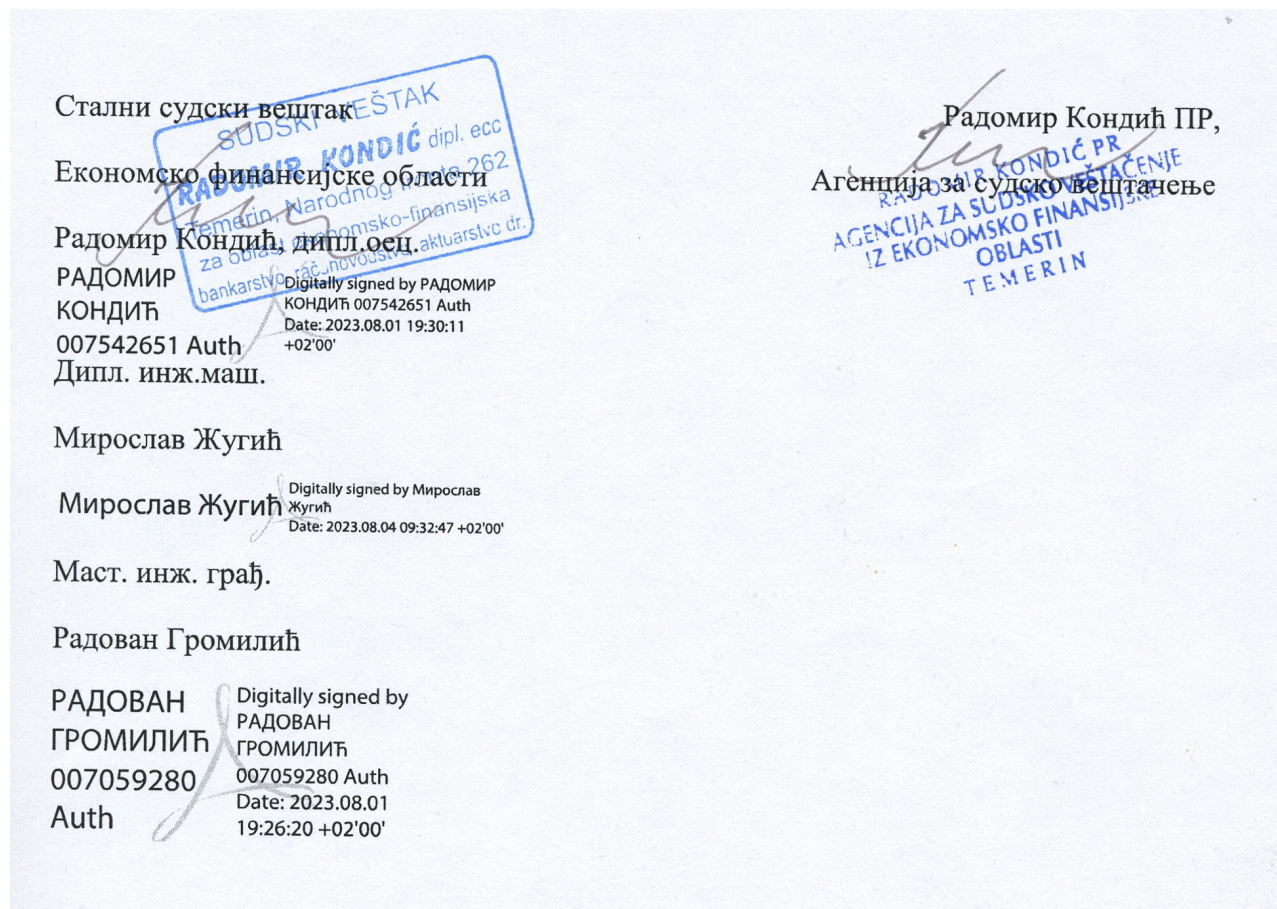 Стални судски вештак
Економско финансијске области
Радомир Кондић, дипл.оец.
SUDSKI VEŠTAK
RADOMIR KONDIĆ dipl. ecc
Temerin, Narodnog fronta 262
za oblast ekonomsko-finansijska
bankarstvo, računovodstvo, aktuarstvo dr.
РАДОМИР
КОНДИЋ
007542651 Auth
Digitally signed by РАДОМИР
КОНДИЋ 007542651 Auth
Date: 2023.08.01 19:30:11
+02'00'
Дипл. инж.маш.
Мирослав Жугић
Мирослав Жугић
Digitally signed by Мирослав
Жугић
Date: 2023.08.04 09:32:47 +02'00'
Маст. инж. грађ.
Радован Громилић
РАДОВАН
ГРОМИЛИЋ
007059280
Auth
Digitally signed by
РАДОВАН
ГРОМИЛИЋ
007059280 Auth
Date: 2023.08.01
19:26:20 +02'00'
Радомир Кондић ПР,
Агенција за судско вештачење
RADOMIR KONDIĆ PR
AGENCIJA ZA SUDSKO VEŠTAČENJE
IZ EKONOMSKO FINANSIJSKE
OBLASTI
TEMERIN